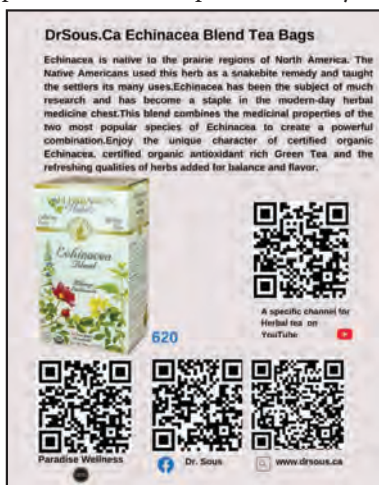 DrSous.Ca Echinacea Blend Tea Bags
Echinacea is native to the prairie regions of North America. The
Native Americans used this herb as a snakebite remedy and taught
the settlers its many uses.Echinacea has been the subject of much
research and has become a staple in the modern-day herbal
medicine chest.This blend combines the medicinal properties of the
two most popular species of Echinacea to create a powerful
combination.Enjoy the unique character of certified organic
Echinacea, certified organic antioxidant rich Green Tea and the
refreshing qualities of herbs added for balance and flavor.
Echinacea
Blend
620
A specific channel for
Herbal tea on
YouTube
Paradise Wellness
Dr. Sous
www.drsous.ca